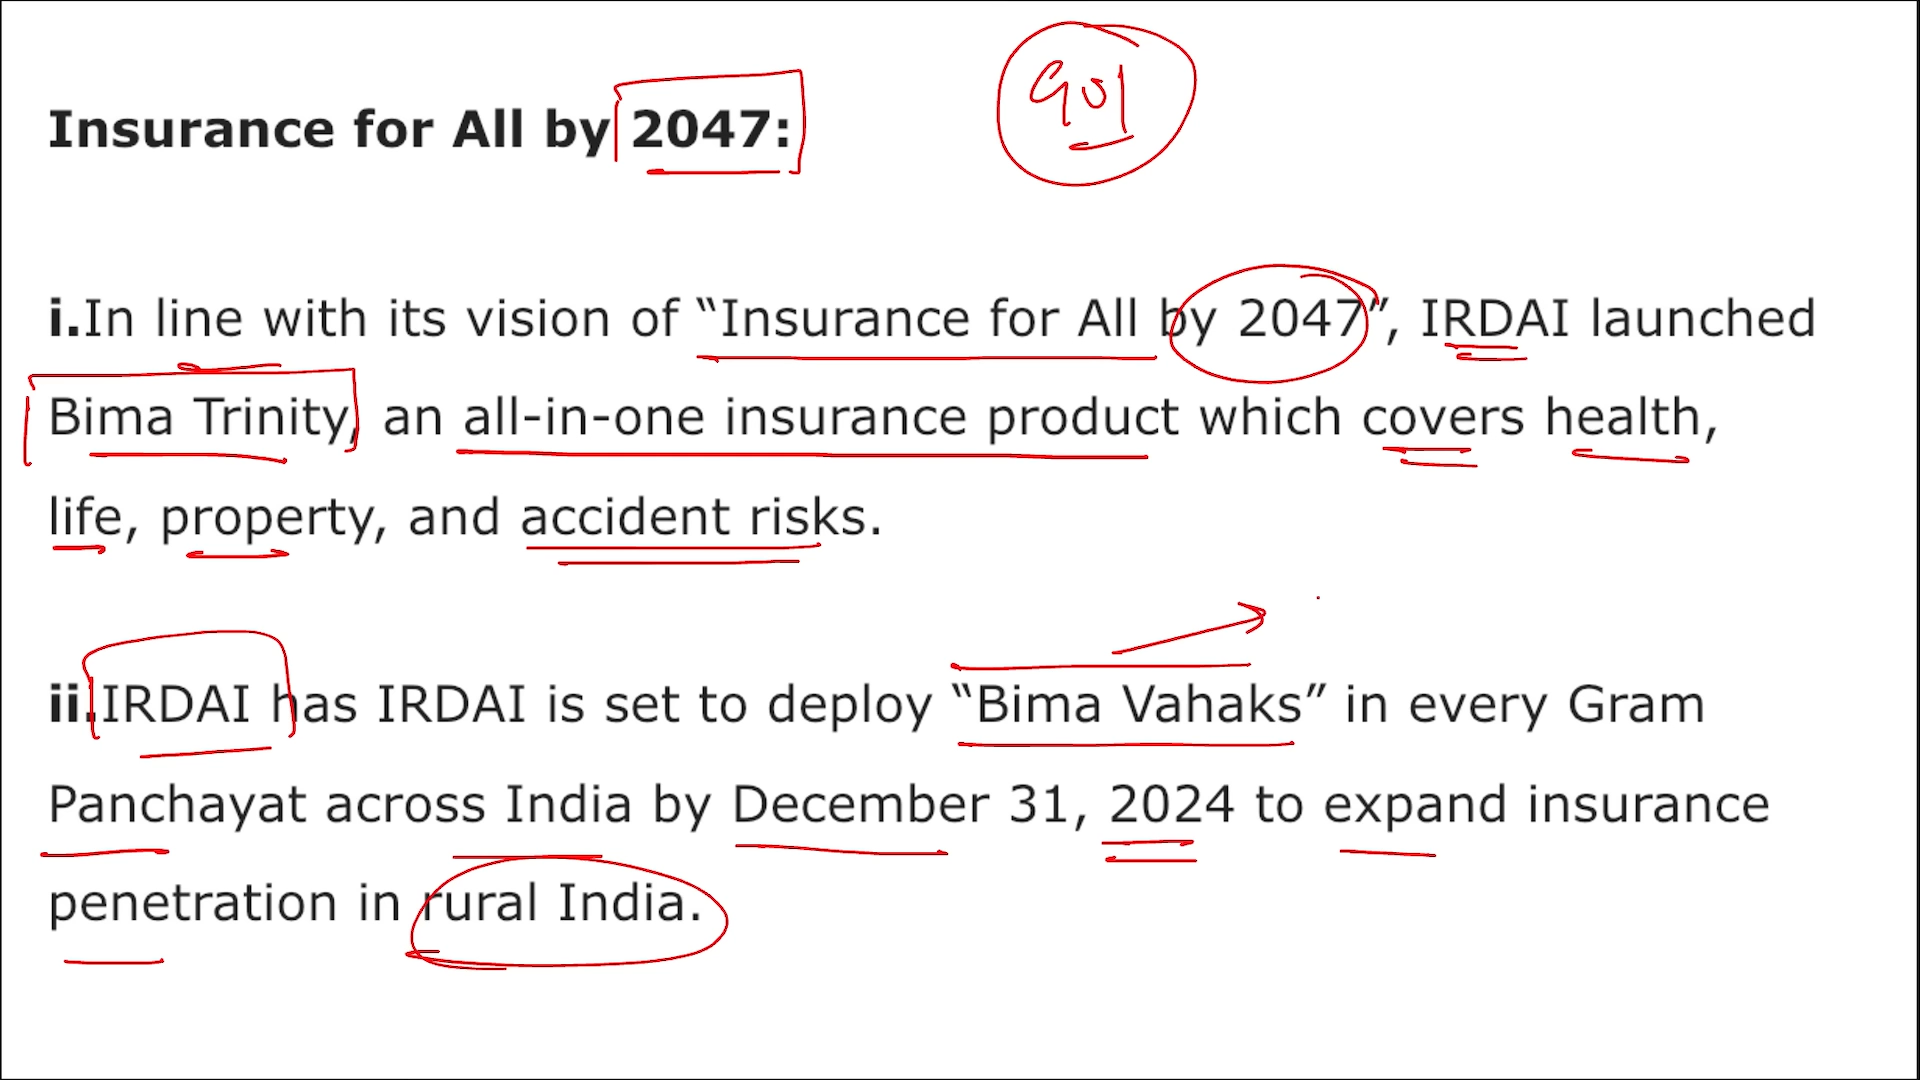 Insurance for All by 2047:
GOI
i.In line with its vision of “Insurance for All by 2047”, IRDAI launched
Bima Trinity, an all-in-one insurance product which covers health,
life, property, and accident risks.
ii.IRDAI has IRDAI is set to deploy “Bima Vahaks” in every Gram
Panchayat across India by December 31, 2024 to expand insurance
penetration in rural India.